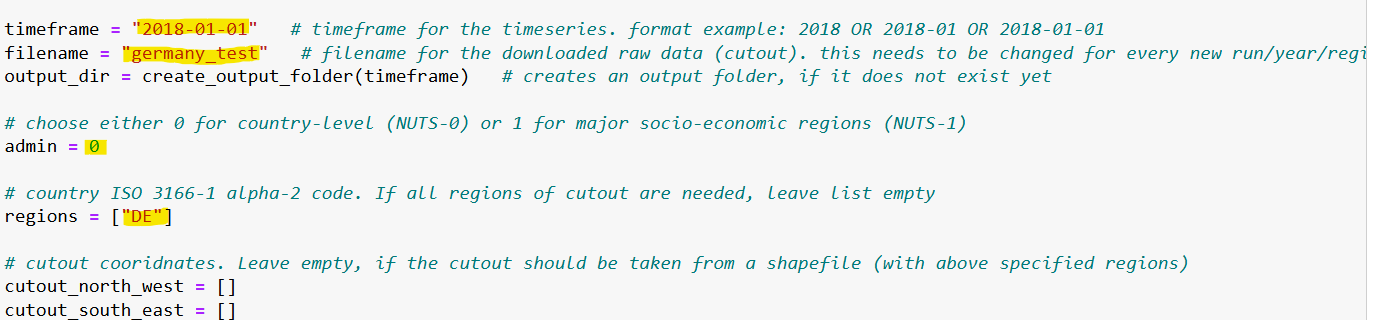 timeframe = "2018-01-01"   # timeframe for the timeseries. format example: 2018 OR 2018-01 OR 2018-01-01
filename = "germany_test"   # filename for the downloaded raw data (cutout). this needs to be changed for every new run/year/regi
output_dir = create_output_folder(timeframe)   # creates an output folder, if it does not exist yet
# choose either 0 for country-level (NUTS-0) or 1 for major socio-economic regions (NUTS-1)
admin = 0
# country ISO 3166-1 alpha-2 code. If all regions of cutout are needed, leave list empty
regions = ["DE"]
# cutout cooridnates. Leave empty, if the cutout should be taken from a shapefile (with above specified regions)
cutout_north_west = []
cutout_south_east = []